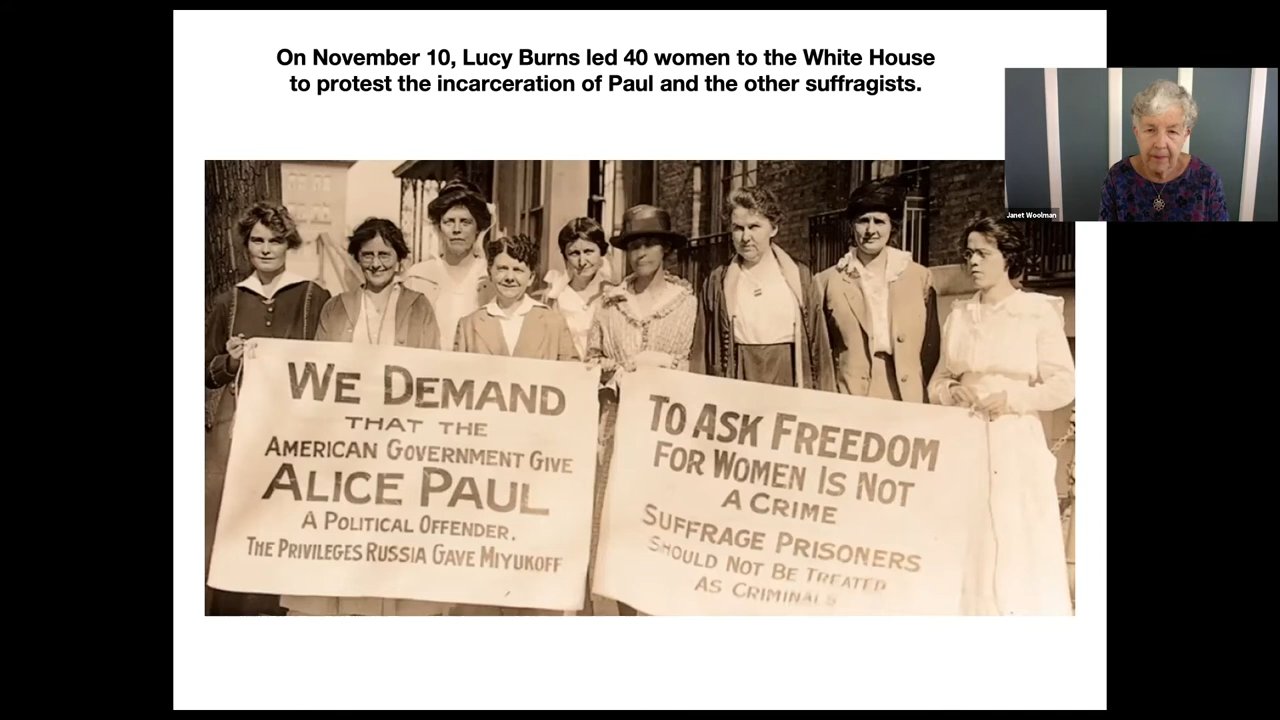 On November 10, Lucy Burns led 40 women to the White House
to protest the incarceration of Paul and the other suffragists.
Janet Woolman
WE DEMAND
THAT THE
AMERICAN GOVERNMENT GIVE
ALICE PAUL
A POLITICAL OFFENDER.
THE PRIVILEGES RUSSIA GAVE MIYUKOFF
TO ASK FREEDOM
FOR WOMEN IS NOT
A CRIME
SUFFRAGE PRISONERS
SHOULD NOT BE TREATED
AS CRIMINALS